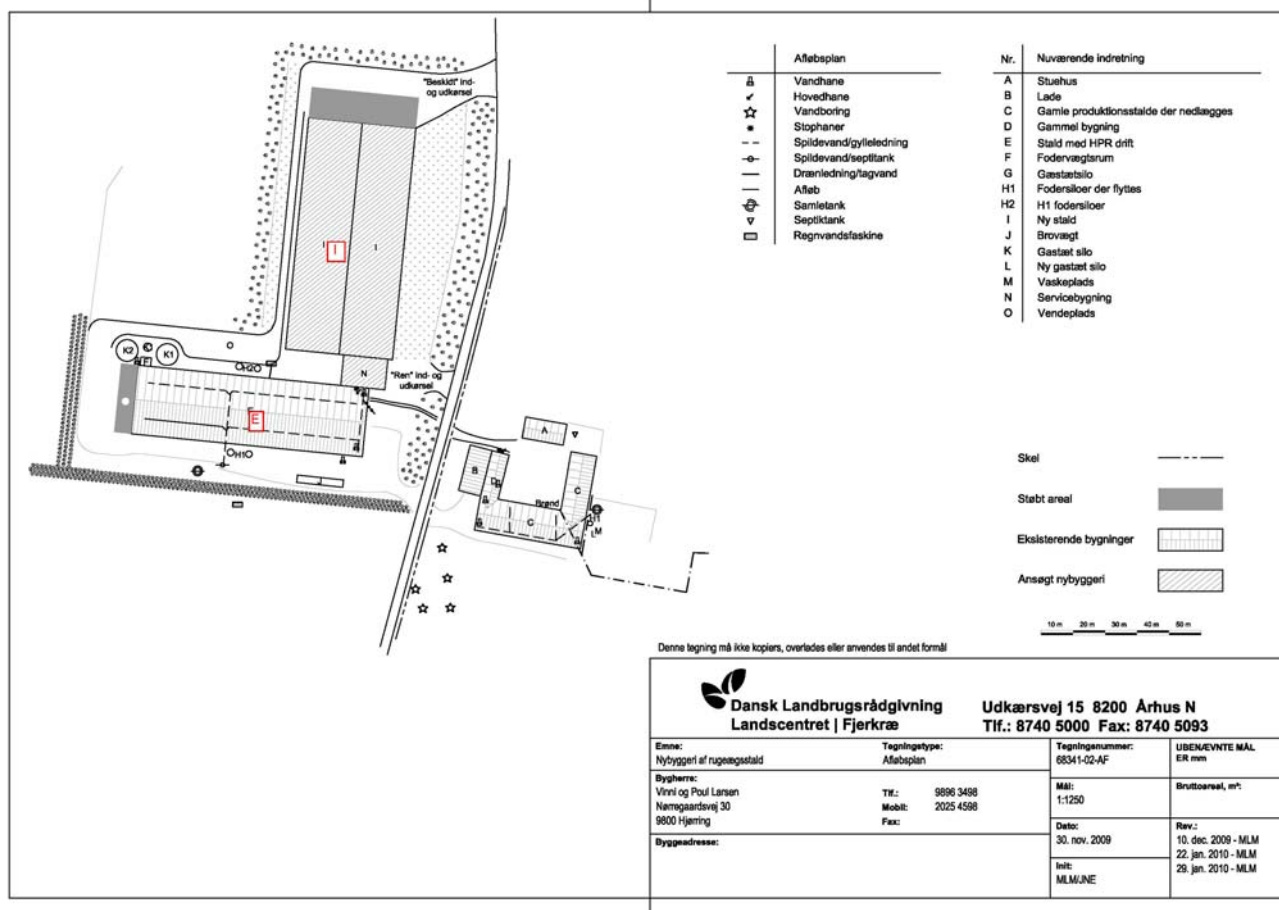 "Beskidt" ind-
og udkørsel
I
I
I
O
K2
K1
F
H2
N
"Ren" ind- og
udkørsel
E
H1
A
B
D
C
Brønd
C
H1
L M
Afløbsplan
Vandhane
Hovedhane
Vandboring
Stophaner
Spildevand/gylleledning
Spildevand/septitank
Drænledning/tagvand
Afløb
Samletank
Septiktank
Regnvandsfaskine
Nr. Nuværende indretning
A Stuehus
B Lade
C Gamle produktionsstalde der nedlægges
D Gammel bygning
E Stald med HPR drift
F Fodervægtsrum
G Gæstætsilo
H1 Fodersiloer der flyttes
H2 H1 fodersiloer
I Ny stald
J Brovægt
K Gastæt silo
L Ny gastæt silo
M Vaskeplads
N Servicebygning
O Vendeplads
Skel
Støbt areal
Eksisterende bygninger
Ansøgt nybyggeri
10 m 20 m 30 m 40 m 50 m
Denne tegning må ikke kopiers, overlades eller anvendes til andet formål
Dansk Landbrugsrådgivning
Landscentret | Fjerkræ
Udkærsvej 15 8200 Århus N
Tlf.: 8740 5000 Fax: 8740 5093
Emne:
Nybyggeri af rugeægsstald
Tegningstype:
Afløbsplan
Tegningsnummer:
68341-02-AF
UBENÆVNTE MÅL
ER mm
Bygherre:
Vinni og Poul Larsen
Nørregaardsvej 30
9800 Hjørring
Tlf.: 9896 3498
Mobil: 2025 4598
Fax:
Mål:
1:1250
Bruttoareal, m²:
Byggeadresse:
Dato:
30. nov. 2009
Rev.:
10. dec. 2009 - MLM
22. jan. 2010 - MLM
29. jan. 2010 - MLM
Init:
MLM/JNE